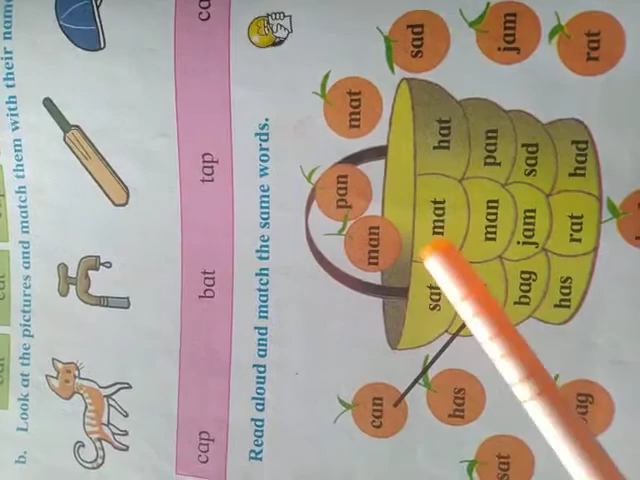 b. Look at the pictures and match them with their
cap bat tap
Read aloud and match the same words.
pan mat
can man sad
has jam
sat rat
sat mat hat
man pan
bag jam sad
has rat had